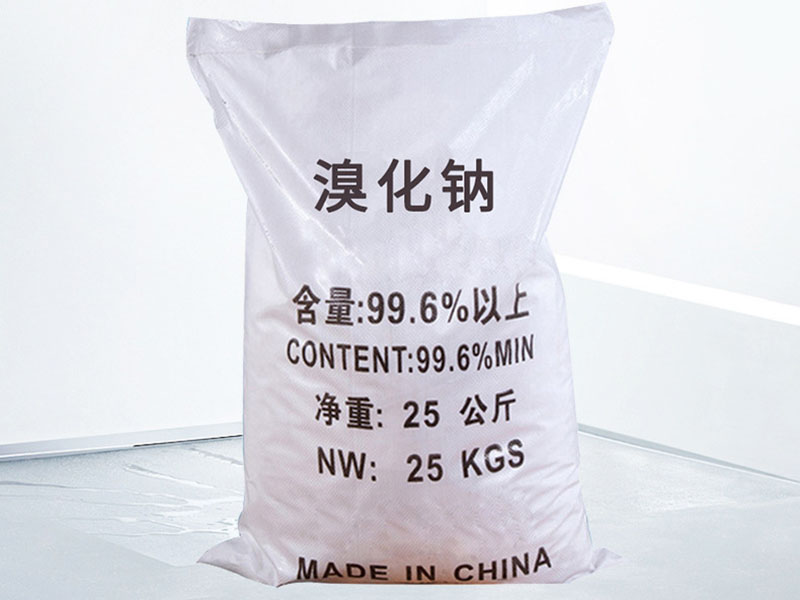 溴化钠
含量:99.6%以上
CONTENT:99.6%MIN
净重: 25 公斤
NW: 25 KGS
MADE IN CHINA